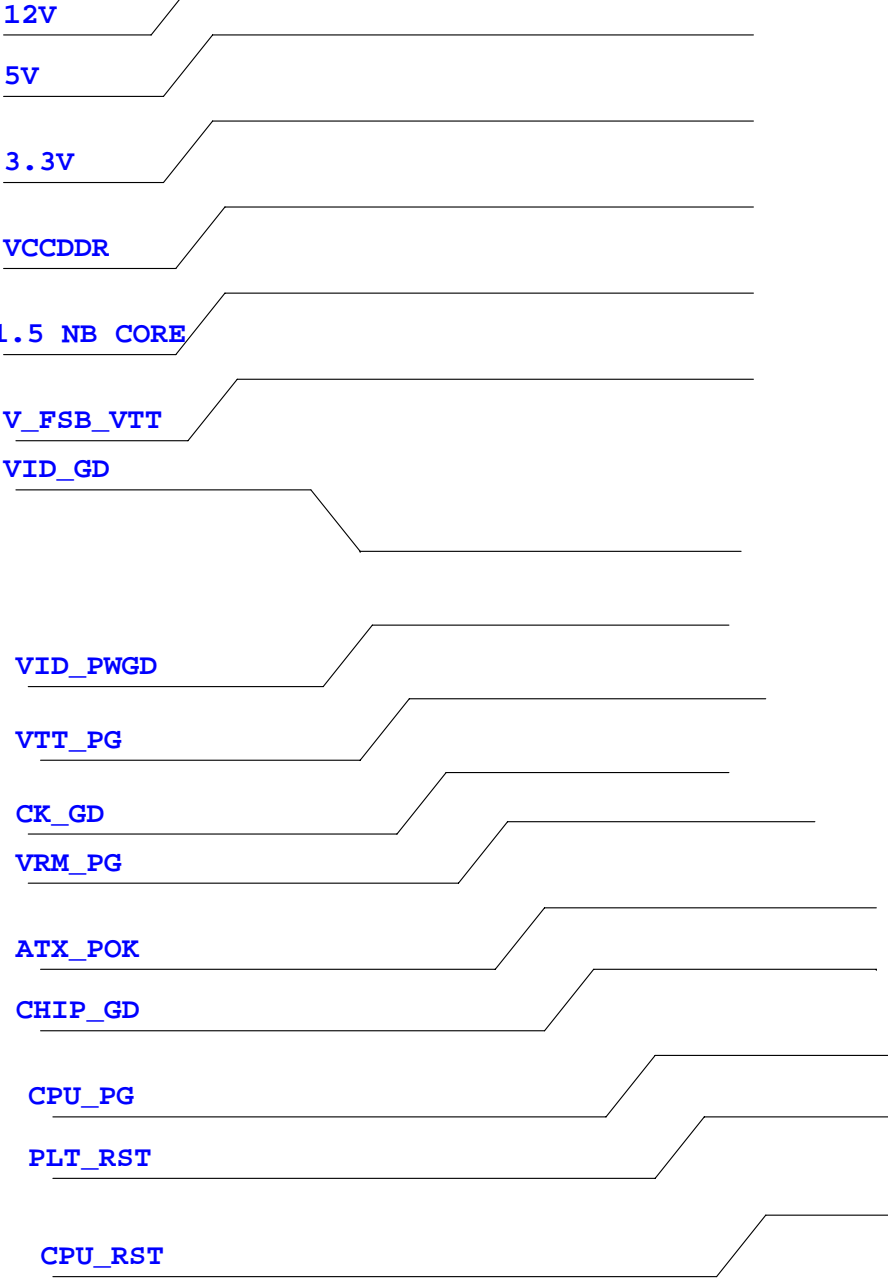 12V
5V
3.3V
VCCDDR
1.5 NB CORE
V_FSB_VTT
VID_GD
VID_PWGD
VTT_PG
CK_GD
VRM_PG
ATX_POK
CHIP_GD
CPU_PG
PLT_RST
CPU_RST